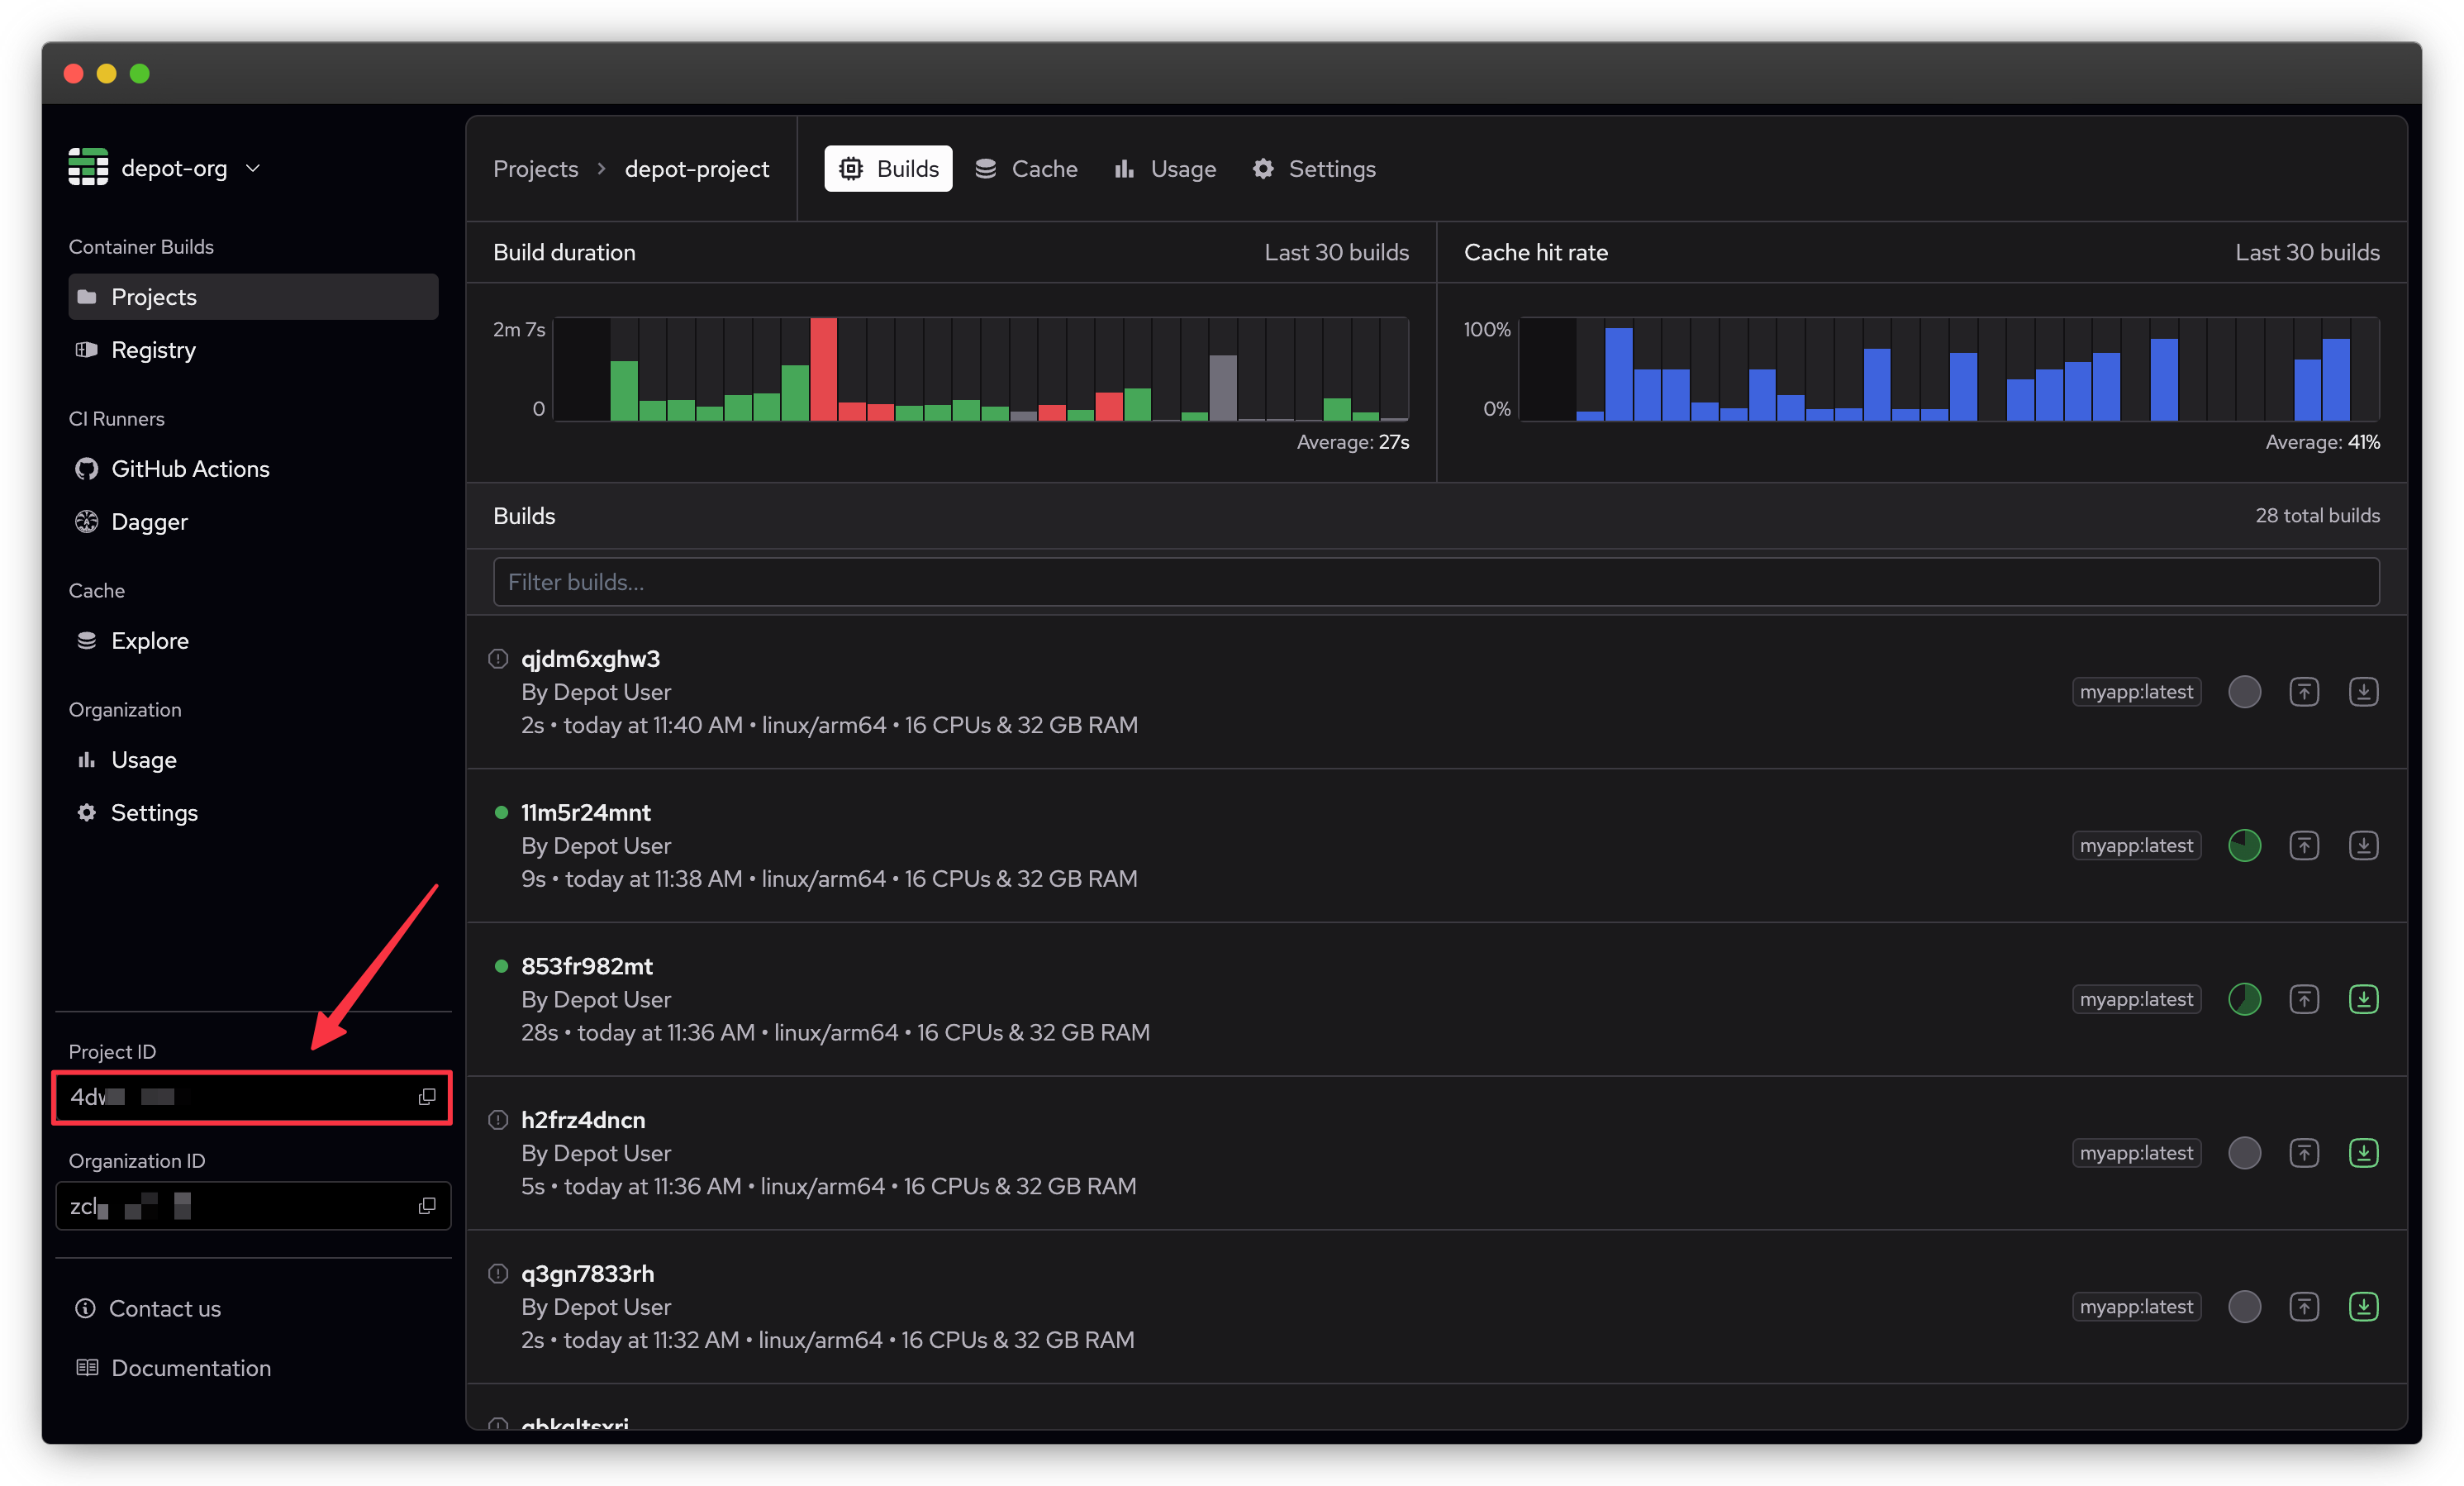 depot-org
Container Builds
Projects
Registry
CI Runners
GitHub Actions
Dagger
Cache
Explore
Organization
Usage
Settings
Project ID
Organization ID
Contact us
Documentation
Projects > depot-project
Builds
Cache
Usage
Settings
Build duration
Last 30 builds
2m 7s
0
Average: 27s
Cache hit rate
Last 30 builds
100%
0%
Average: 41%
Builds
28 total builds
Filter builds...
qjdm6xghw3
By Depot User
2s • today at 11:40 AM • linux/arm64 • 16 CPUs & 32 GB RAM
myapp:latest
11m5r24mnt
By Depot User
9s • today at 11:38 AM • linux/arm64 • 16 CPUs & 32 GB RAM
myapp:latest
853fr982mt
By Depot User
28s • today at 11:36 AM • linux/arm64 • 16 CPUs & 32 GB RAM
myapp:latest
h2frz4dncn
By Depot User
5s • today at 11:36 AM • linux/arm64 • 16 CPUs & 32 GB RAM
myapp:latest
q3gn7833rh
By Depot User
2s • today at 11:32 AM • linux/arm64 • 16 CPUs & 32 GB RAM
myapp:latest